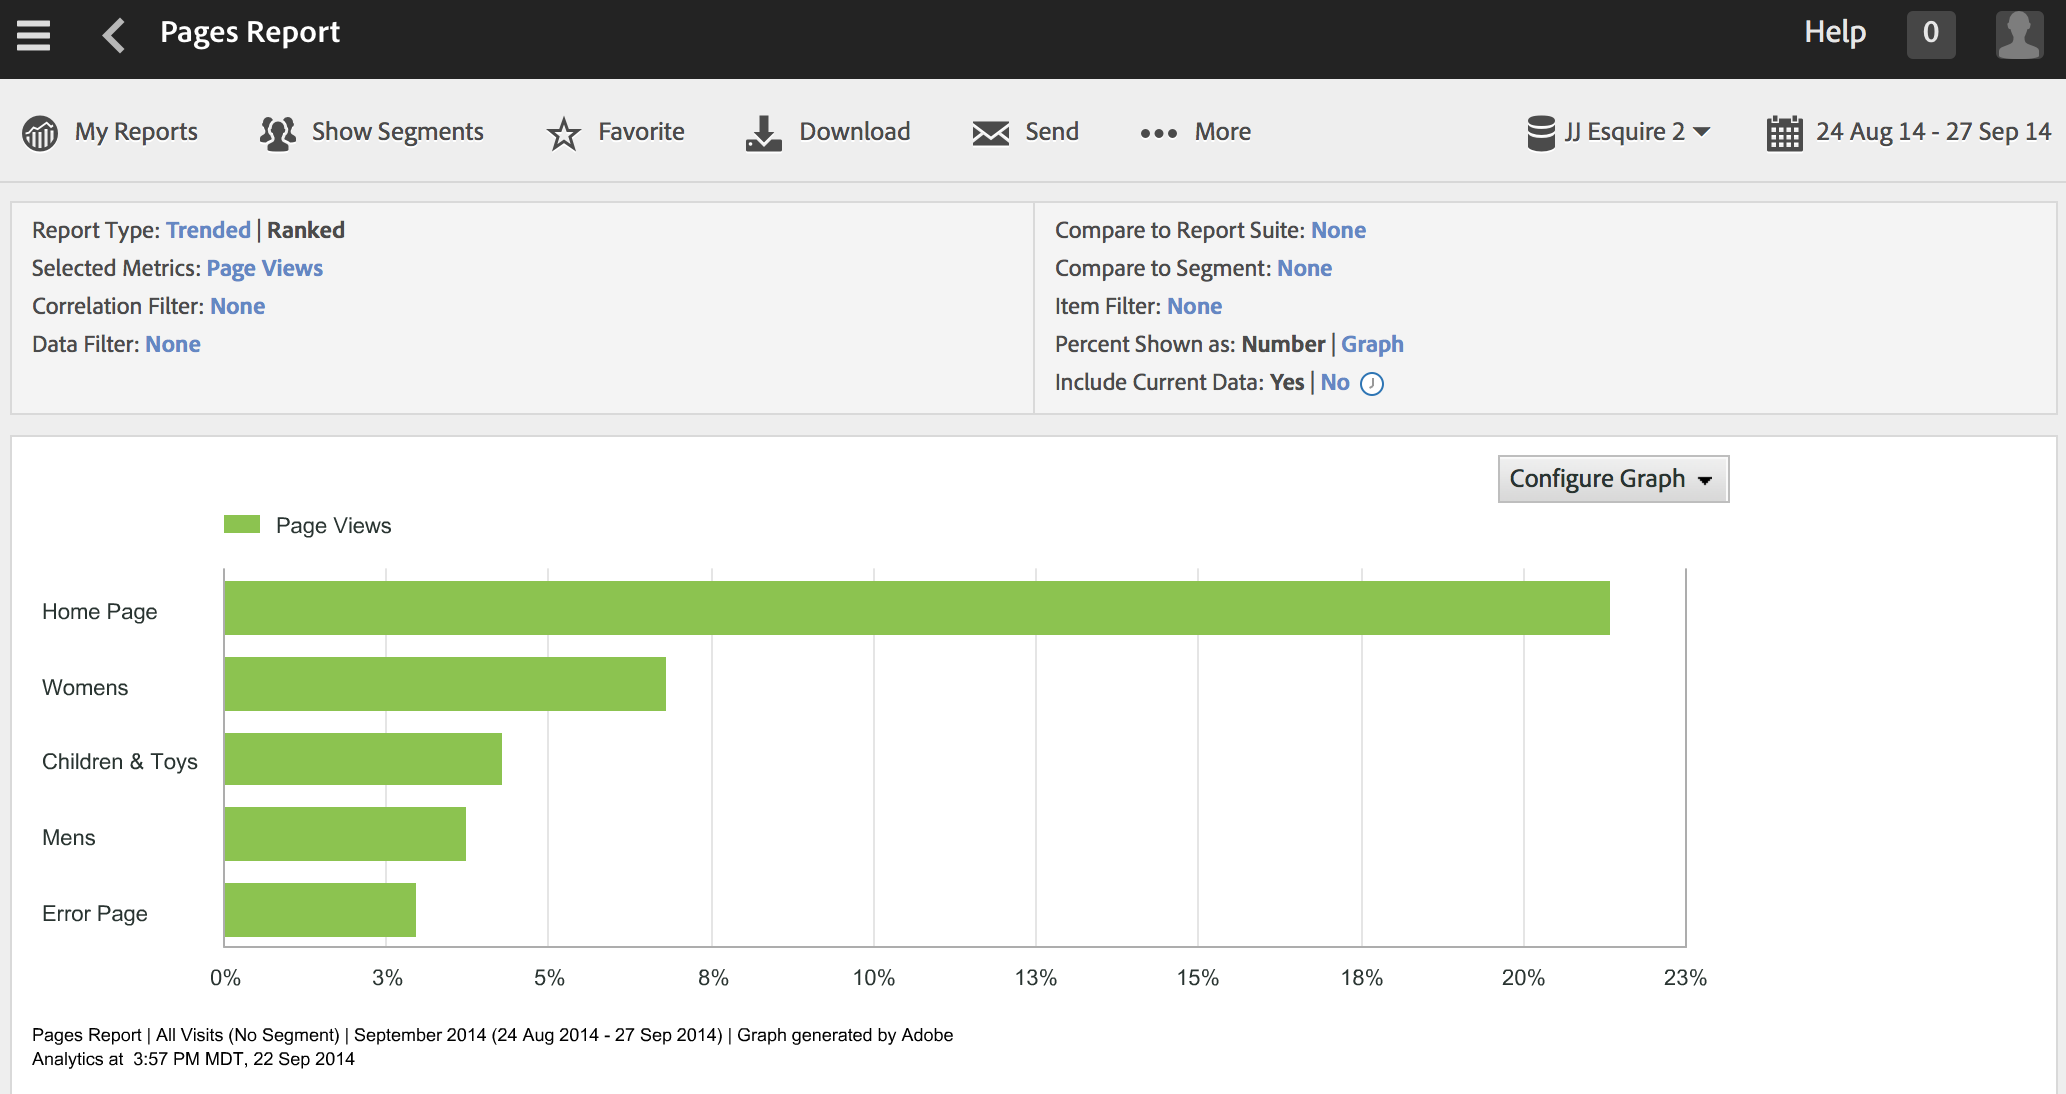 Pages Report
Help
0
My Reports
Show Segments
Favorite
Download
Send
More
JJ Esquire 2
24 Aug 14 - 27 Sep 14
Report Type: Trended | Ranked
Selected Metrics: Page Views
Correlation Filter: None
Data Filter: None
Compare to Report Suite: None
Compare to Segment: None
Item Filter: None
Percent Shown as: Number | Graph
Include Current Data: Yes | No
Configure Graph
Page Views
Home Page
Womens
Children & Toys
Mens
Error Page
0% 3% 5% 8% 10% 13% 15% 18% 20% 23%
Pages Report | All Visits (No Segment) | September 2014 (24 Aug 2014 - 27 Sep 2014) | Graph generated by Adobe
Analytics at 3:57 PM MDT, 22 Sep 2014